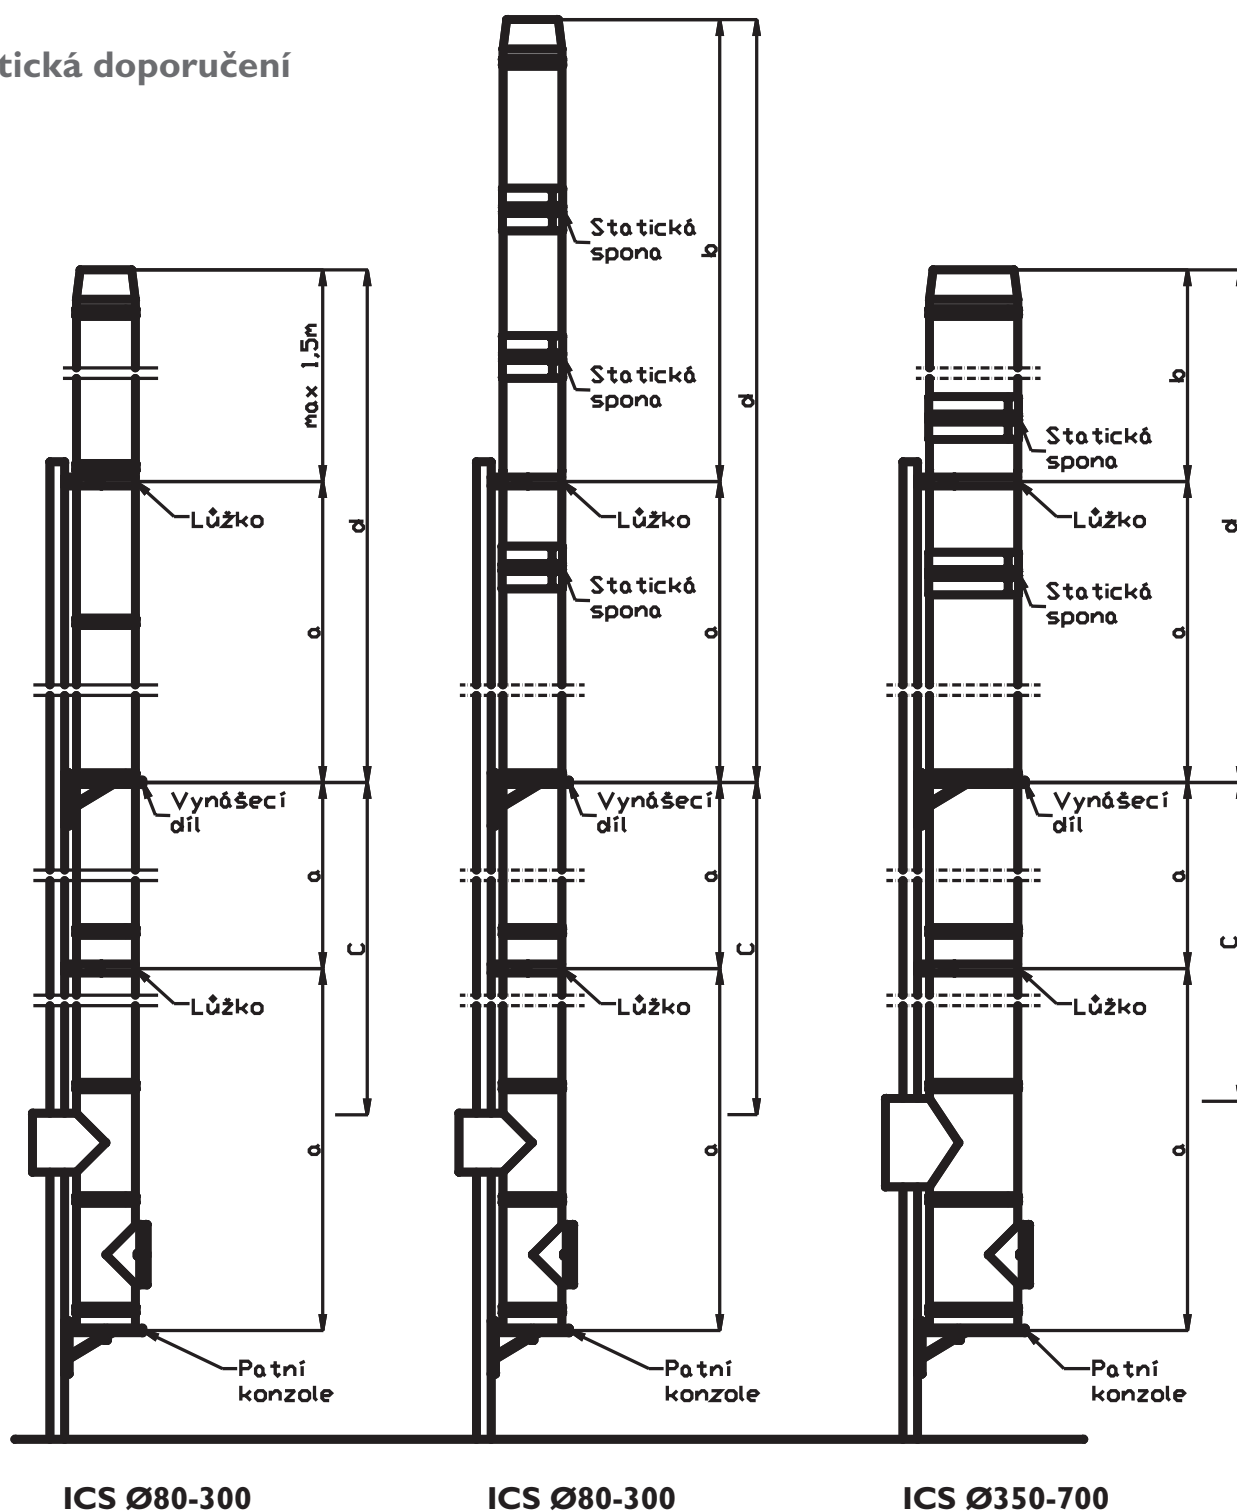 tická doporučení
max 1,5m
d
Lůžko
a
Vynášecí
díl
a
C
Lůžko
a
Patní
konzole
ICS Ø80-300
Statická
spona
b
Statická
spona
d
Lůžko
Statická
spona
a
Vynášecí
díl
a
C
Lůžko
a
Patní
konzole
ICS Ø80-300
b
Statická
spona
Lůžko
d
Statická
spona
a
Vynášecí
díl
a
C
Lůžko
a
Patní
konzole
ICS Ø350-700